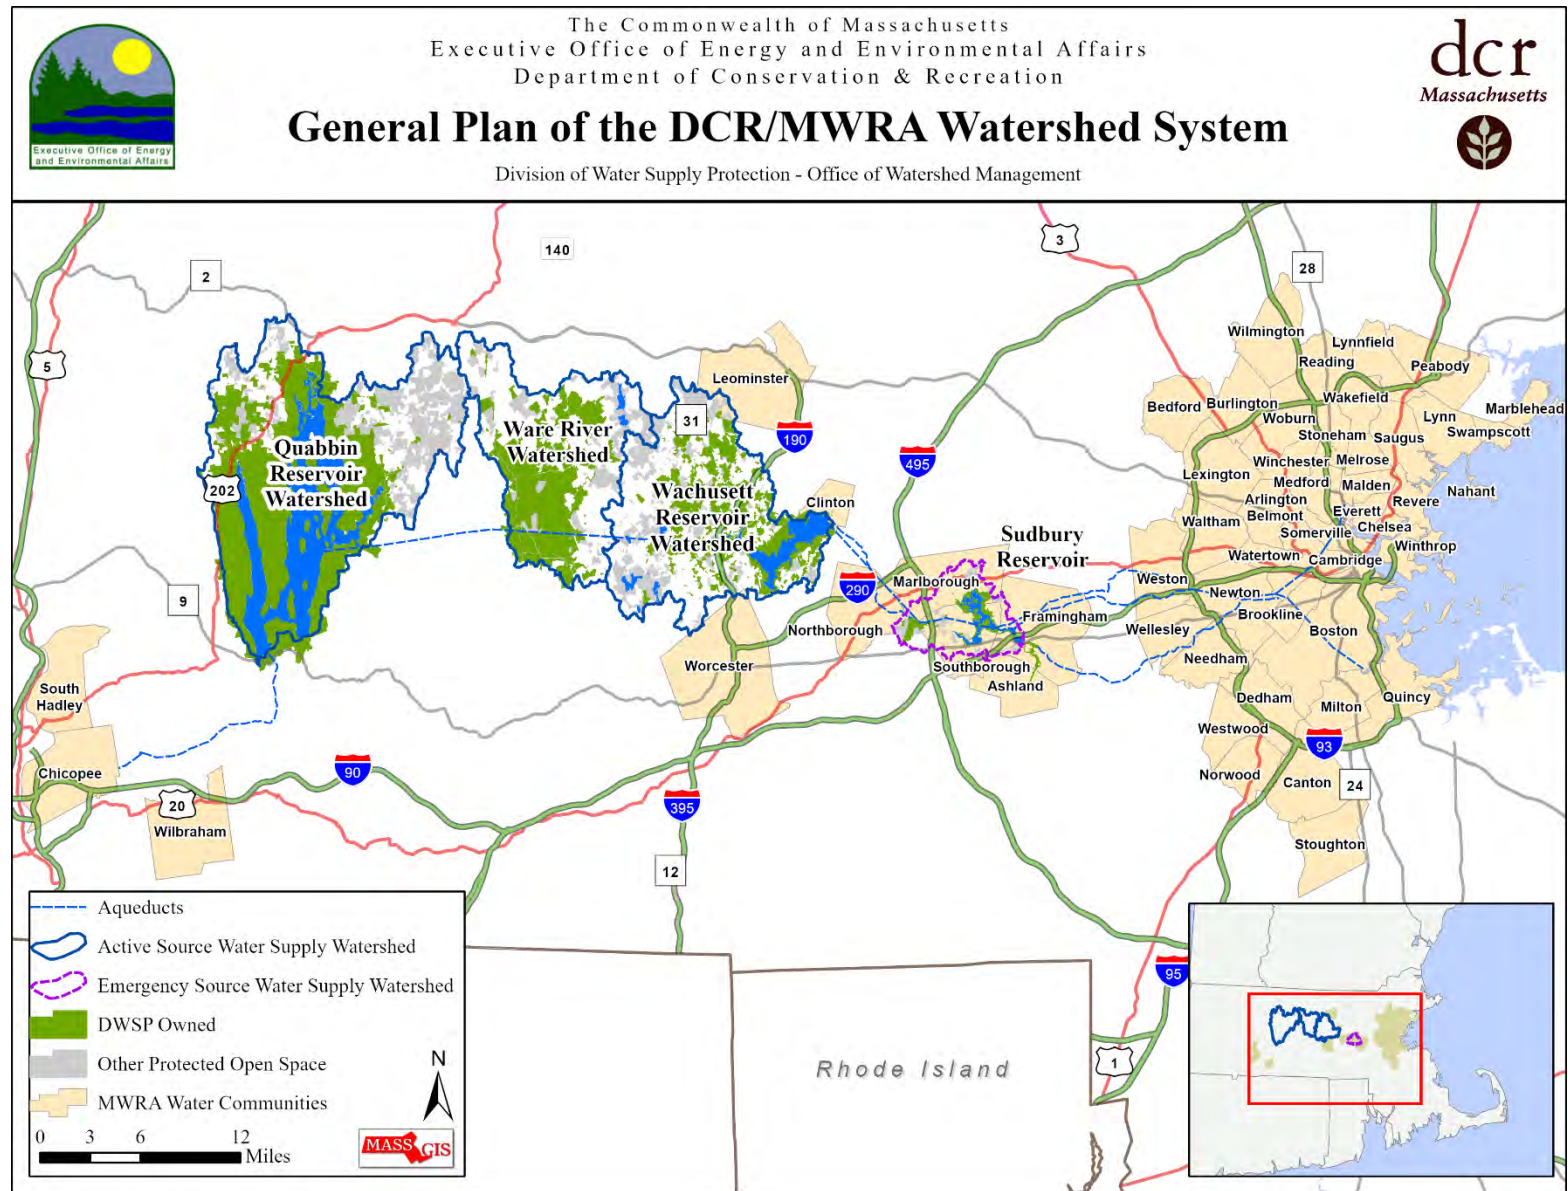 The Commonwealth of Massachusetts
Executive Office of Energy and Environmental Affairs
Department of Conservation & Recreation
General Plan of the DCR/MWRA Watershed System
Division of Water Supply Protection - Office of Watershed Management
Executive Office of Energy
and Environmental Affairs
dcr
Massachusetts
140
3
2
28
5
Wilmington
Lynnfield
Reading
Peabody
Leominster
Wakefield
Bedford
Burlington
Marblehead
Lynn
Woburn
Swampscott
31
Stoneham
Saugus
190
Ware River
Watershed
Quabbin
Reservoir
Watershed
495
Winchester
Melrose
Lexington
Medford
Malden
202
Nahant
Wachusett
Reservoir
Watershed
Clinton
Arlington
Revere
Everett
Belmont
Waltham
Chelsea
Somerville
Sudbury
Reservoir
Winthrop
Watertown
Cambridge
Marlborough
Weston
290
Newton
9
Brookline
Framingham
Northborough
Wellesley
Boston
Needham
Worcester
Southborough
Ashland
South
Hadley
Dedham
Quincy
Milton
Westwood
93
90
Chicopee
Norwood
Canton
24
20
395
Wilbraham
Stoughton
12
95
Rhode Island
1
Aqueducts
Active Source Water Supply Watershed
Emergency Source Water Supply Watershed
DWSP Owned
Other Protected Open Space
N
MWRA Water Communities
0 3 6 12
Miles
MASS GIS